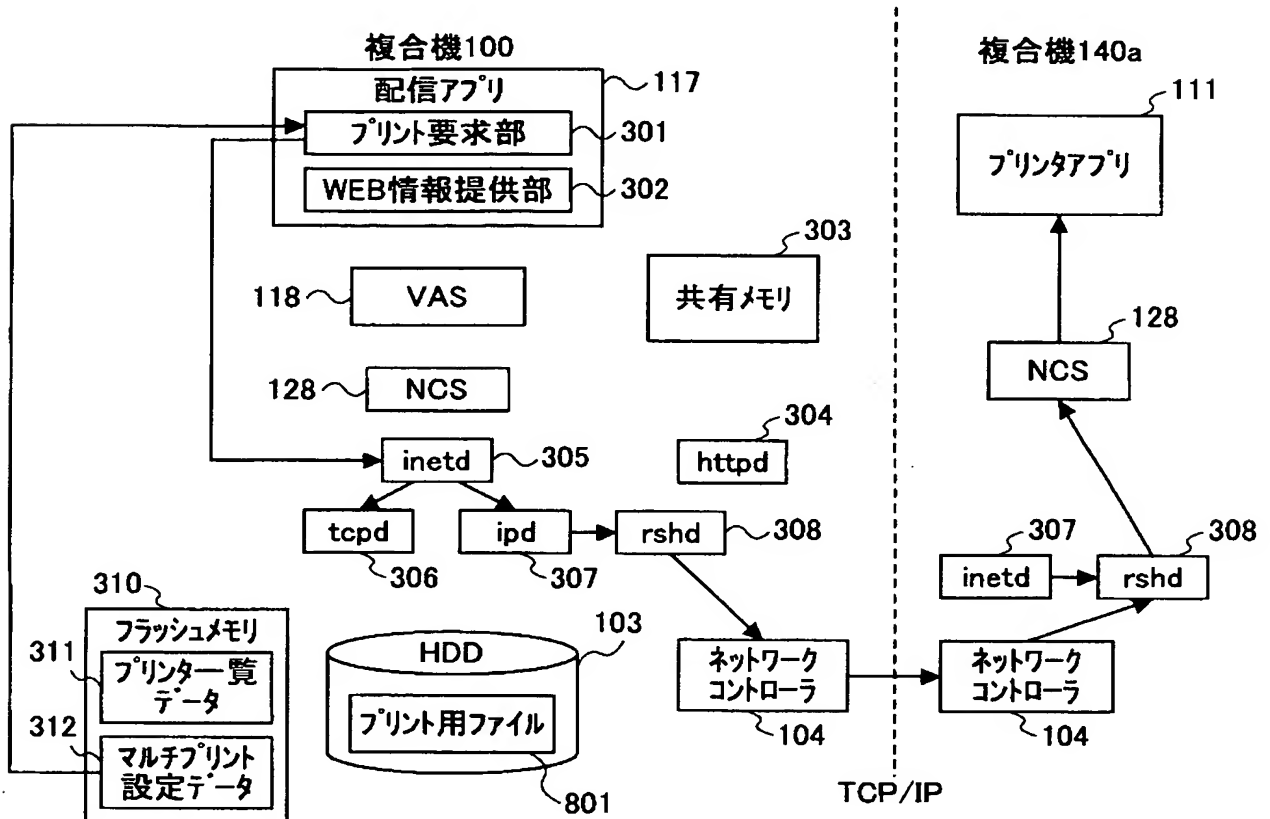 複合機100
複合機140a
117
配信アプリ
プリント要求部
301
WEB情報提供部
302
111
プリンタアプリ
303
118
VAS
共有メモリ
128
NCS
128
NCS
304
inetd
305
httpd
tcpd
ipd
rshd
308
306
307
307
308
inetd
rshd
310
フラッシュメモリ
311
プリンタ一覧
データ
312
マルチプリント
設定データ
103
HDD
プリント用ファイル
801
ネットワーク
コントローラ
104
ネットワーク
コントローラ
104
TCP/IP